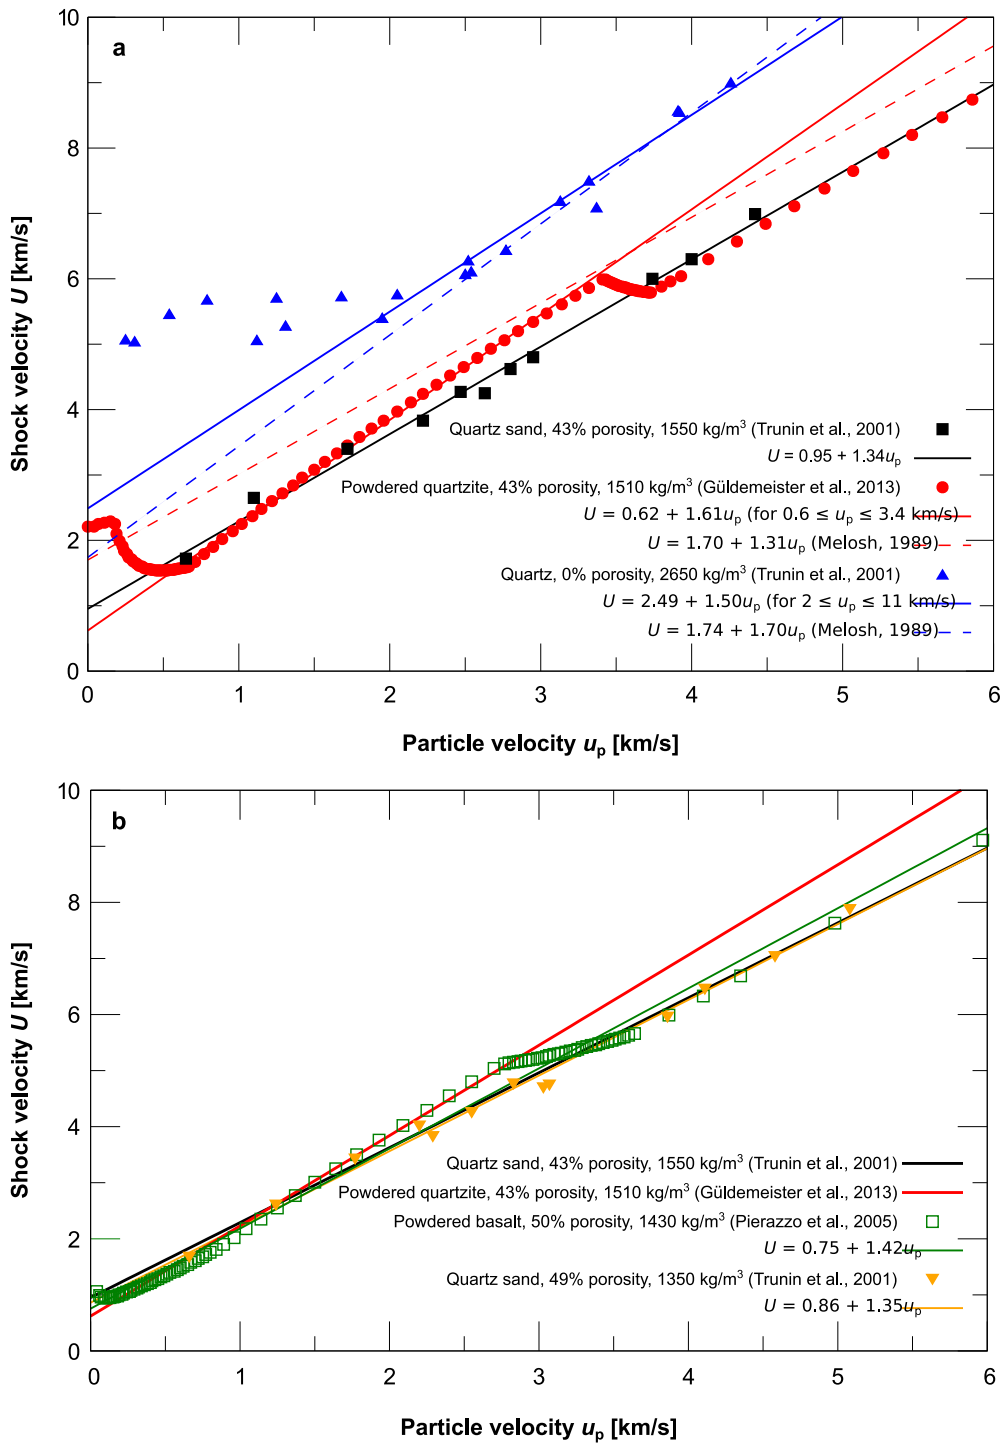 10
a
8
6
4
2
0
Shock velocity U [km/s]
Quartz sand, 43% porosity, 1550 kg/m³ (Trunin et al., 2001)
U = 0.95 + 1.34uₚ
Powdered quartzite, 43% porosity, 1510 kg/m³ (Güldemeister et al., 2013)
U = 0.62 + 1.61uₚ (for 0.6 ≤ uₚ ≤ 3.4 km/s)
U = 1.70 + 1.31uₚ (Melosh, 1989)
Quartz, 0% porosity, 2650 kg/m³ (Trunin et al., 2001)
U = 2.49 + 1.50uₚ (for 2 ≤ uₚ ≤ 11 km/s)
U = 1.74 + 1.70uₚ (Melosh, 1989)
0 1 2 3 4 5 6
Particle velocity uₚ [km/s]
10
b
8
6
4
2
0
Shock velocity U [km/s]
Quartz sand, 43% porosity, 1550 kg/m³ (Trunin et al., 2001)
Powdered quartzite, 43% porosity, 1510 kg/m³ (Güldemeister et al., 2013)
Powdered basalt, 50% porosity, 1430 kg/m³ (Pierazzo et al., 2005)
U = 0.75 + 1.42uₚ
Quartz sand, 49% porosity, 1350 kg/m³ (Trunin et al., 2001)
U = 0.86 + 1.35uₚ
0 1 2 3 4 5 6
Particle velocity uₚ [km/s]